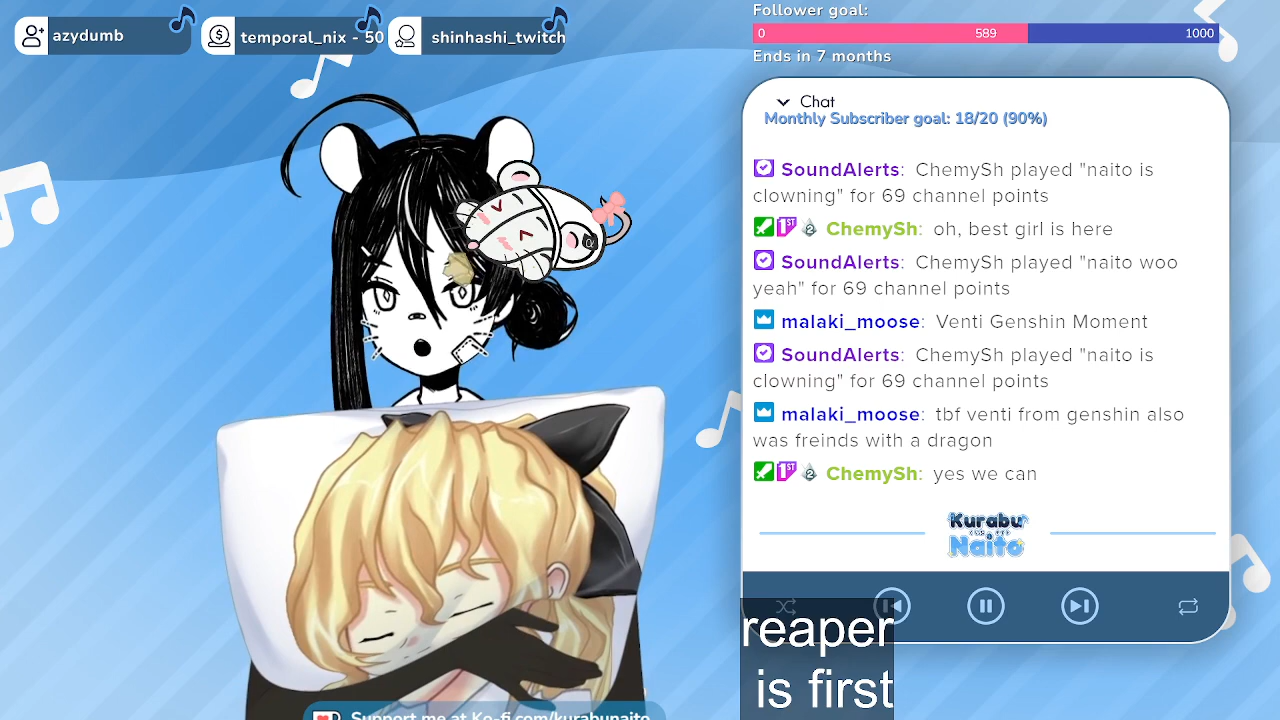 azydumb
temporal_nix - 50
shinhashi_twitch
Follower goal:
0 589 1000
Ends in 7 months
Chat
Monthly Subscriber goal: 18/20 (90%)
SoundAlerts: ChemySh played "naito is
clowning" for 69 channel points
1ST 2 ChemySh: oh, best girl is here
SoundAlerts: ChemySh played "naito woo
yeah" for 69 channel points
malaki_moose: Venti Genshin Moment
SoundAlerts: ChemySh played "naito is
clowning" for 69 channel points
malaki_moose: tbf venti from genshin also
was freinds with a dragon
1ST 2 ChemySh: yes we can
Kurabu
Naito
reaper
is first
Support me at Ko-fi.com/kurabunaito